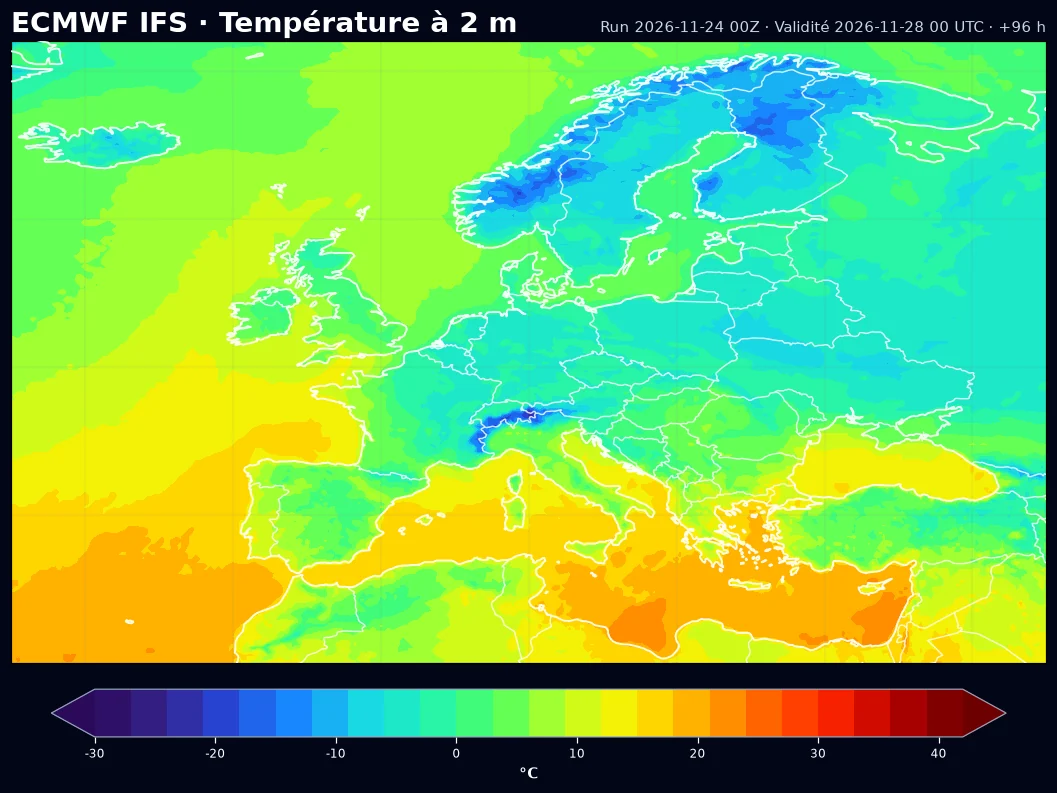 ECMWF IFS · Température à 2 m
Run 2026-11-24 00Z · Validité 2026-11-28 00 UTC · +96 h
-30 -20 -10 0 10 20 30 40
°C